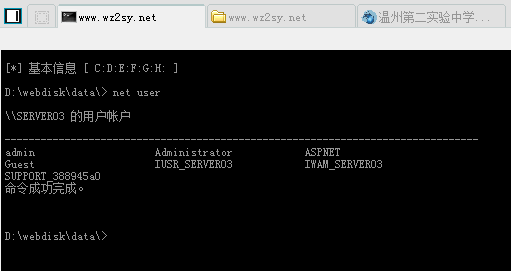 www.wz2sy.net
www.wz2sy.net
温州第二实验中学...
[*] 基本信息 [ C:D:E:F:G:H: ]
D:\webdisk\data\> net user
\\SERVER03 的用户帐户
-------------------------------------------------------------------------------
admin Administrator ASPNET
Guest IUSR_SERVER03 IWAM_SERVER03
SUPPORT_388945a0
命令成功完成。
D:\webdisk\data\>